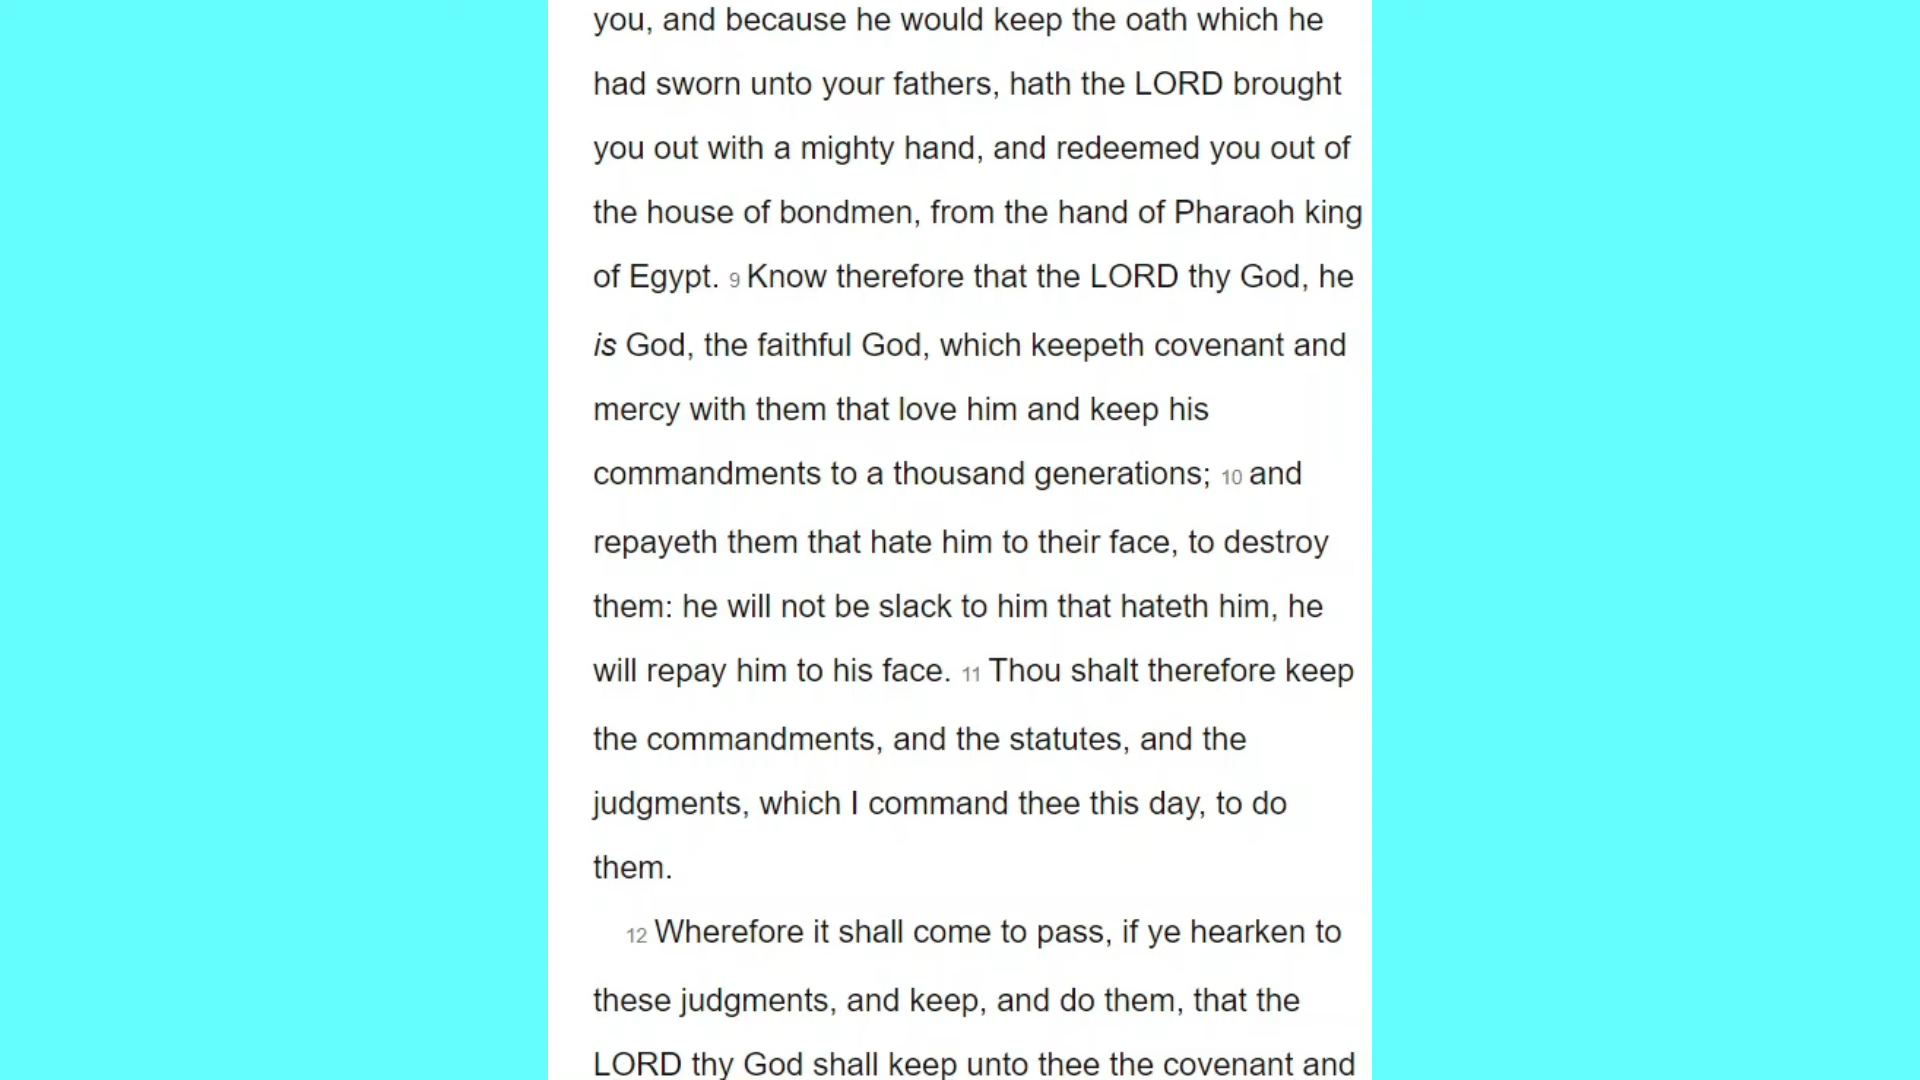 you, and because he would keep the oath which he
had sworn unto your fathers, hath the LORD brought
you out with a mighty hand, and redeemed you out of
the house of bondmen, from the hand of Pharaoh king
of Egypt. 9 Know therefore that the LORD thy God, he
is God, the faithful God, which keepeth covenant and
mercy with them that love him and keep his
commandments to a thousand generations; 10 and
repayeth them that hate him to their face, to destroy
them: he will not be slack to him that hateth him, he
will repay him to his face. 11 Thou shalt therefore keep
the commandments, and the statutes, and the
judgments, which I command thee this day, to do
them.
12 Wherefore it shall come to pass, if ye hearken to
these judgments, and keep, and do them, that the
LORD thy God shall keep unto thee the covenant and